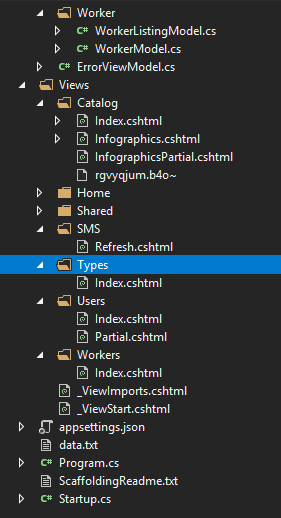 Worker
C# WorkerListingModel.cs
C# WorkerModel.cs
C# ErrorViewModel.cs
Views
Catalog
Index.cshtml
Infographics.cshtml
InfographicsPartial.cshtml
rgvyqjum.b4o~
Home
Shared
SMS
Refresh.cshtml
Types
Index.cshtml
Users
Index.cshtml
Partial.cshtml
Workers
Index.cshtml
_ViewImports.cshtml
_ViewStart.cshtml
appsettings.json
data.txt
C# Program.cs
ScaffoldingReadme.txt
C# Startup.cs